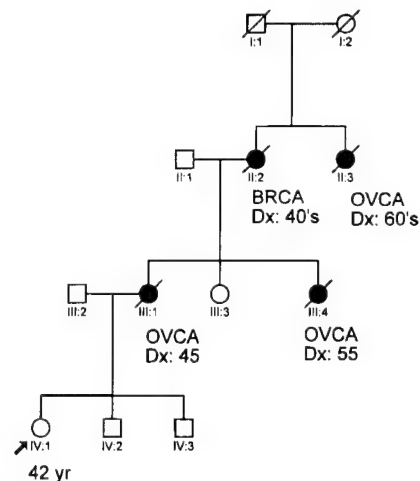 I:1 I:2
II:1 II:2 II:3
BRCA OVCA
Dx: 40's Dx: 60's
III:2 III:1 III:3 III:4
OVCA OVCA
Dx: 45 Dx: 55
IV:1 IV:2 IV:3
42 yr